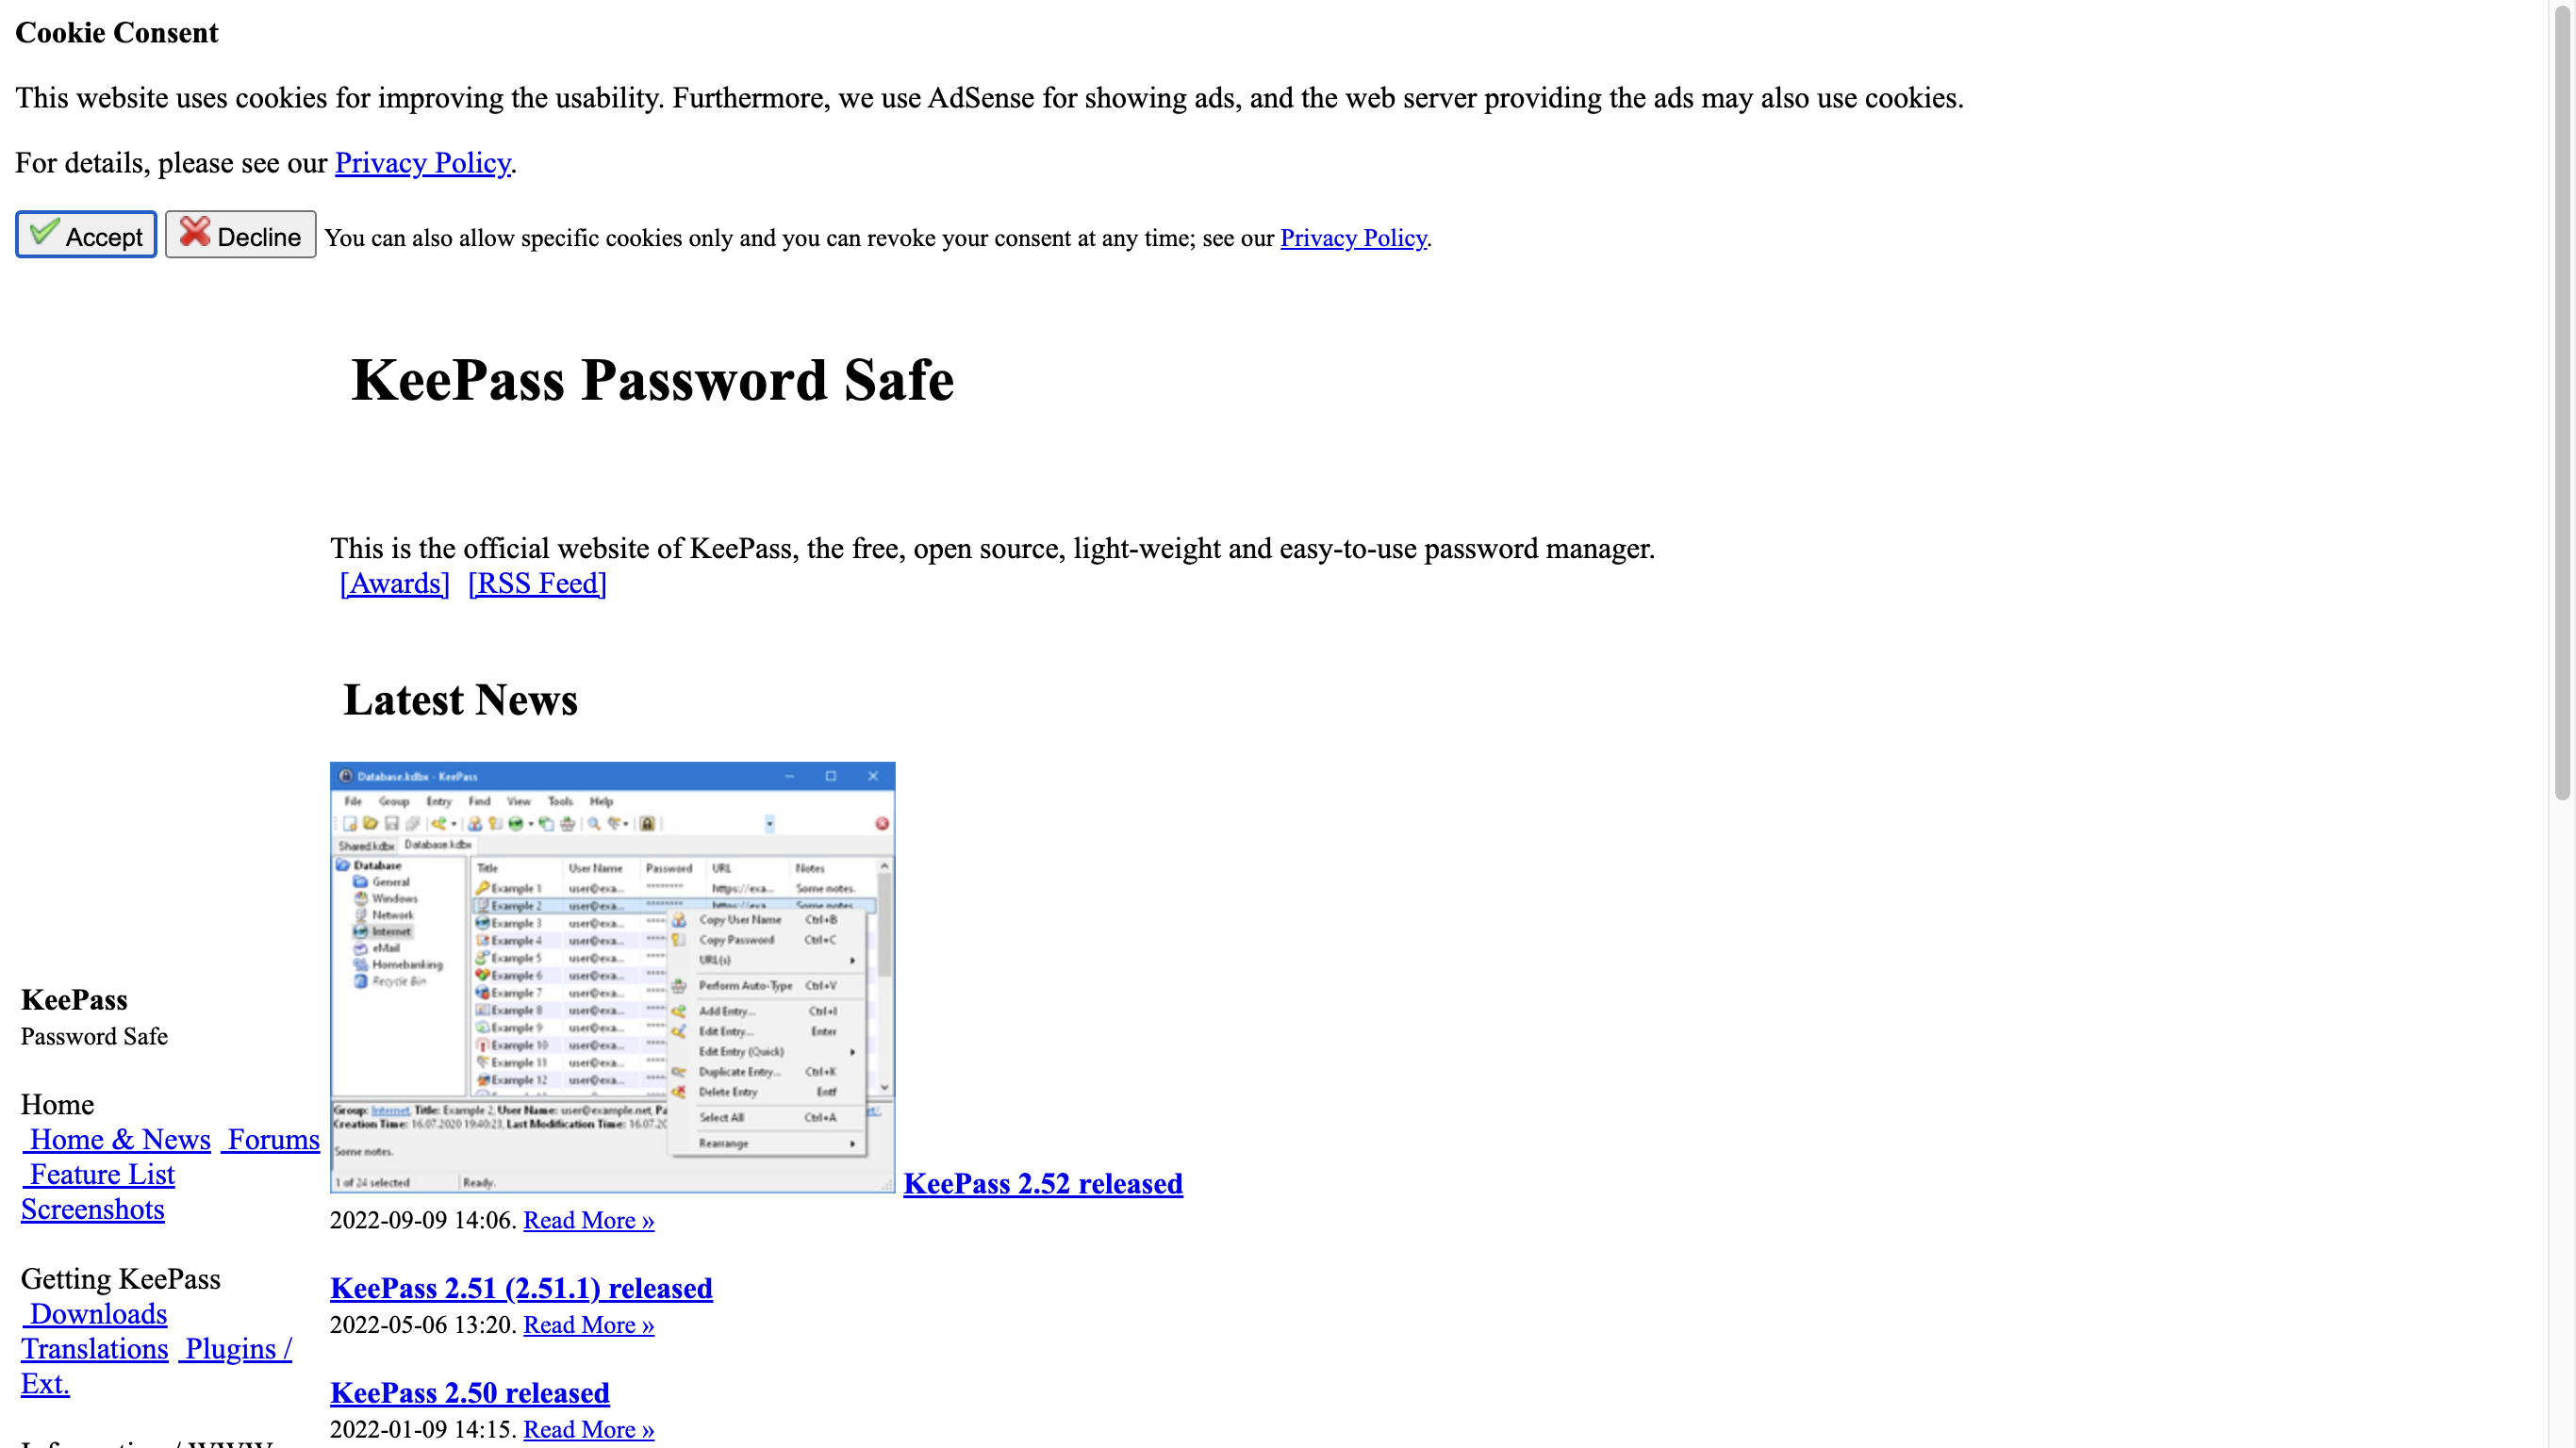 Cookie Consent
This website uses cookies for improving the usability. Furthermore, we use AdSense for showing ads, and the web server providing the ads may also use cookies.
For details, please see our Privacy Policy.
Accept Decline You can also allow specific cookies only and you can revoke your consent at any time; see our Privacy Policy.
KeePass Password Safe
This is the official website of KeePass, the free, open source, light-weight and easy-to-use password manager.
[Awards] [RSS Feed]
Latest News
Database.kdbx - KeePass
File Group Entry Find View Tools Help
Shared.kdbx Database.kdbx
Database
General
Windows
Network
Internet
eMail
Homebanking
Recycle Bin
Title User Name Password URL Notes
Example 1 user@exa... ******** https://exa... Some notes.
Example 2 user@exa... ******** https://exa... Some notes.
Example 3 user@exa...
Example 4 user@exa...
Example 5 user@exa...
Example 6 user@exa...
Example 7 user@exa...
Example 8 user@exa...
Example 9 user@exa...
Example 10 user@exa...
Example 11 user@exa...
Example 12 user@exa...
Copy User Name Ctrl+B
Copy Password Ctrl+C
URL(s)
Perform Auto-Type Ctrl+V
Add Entry... Ctrl+I
Edit Entry... Enter
Edit Entry (Quick)
Duplicate Entry... Ctrl+K
Delete Entry Entf
Select All Ctrl+A
Rearrange
Group: Internet, Title: Example 2, User Name: user@example.net, Pa
Creation Time: 16.07.2020 19:40:23, Last Modification Time: 16.07.20
Some notes.
1 of 24 selected Ready.
KeePass 2.52 released
2022-09-09 14:06. Read More »
KeePass 2.51 (2.51.1) released
2022-05-06 13:20. Read More »
KeePass 2.50 released
2022-01-09 14:15. Read More »
KeePass
Password Safe
Home
Home & News Forums
Feature List
Screenshots
Getting KeePass
Downloads
Translations Plugins /
Ext.